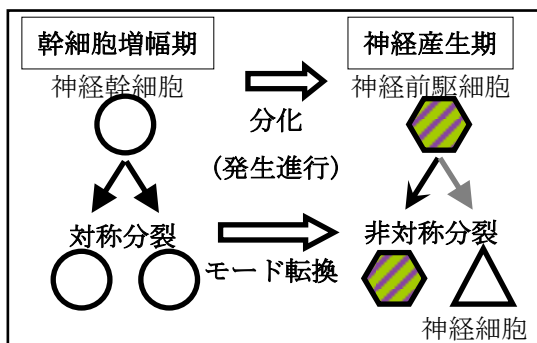 幹細胞増幅期
神経産生期
神経幹細胞
神経前駆細胞
分化
(発生進行)
対称分裂
非対称分裂
モード転換
神経細胞